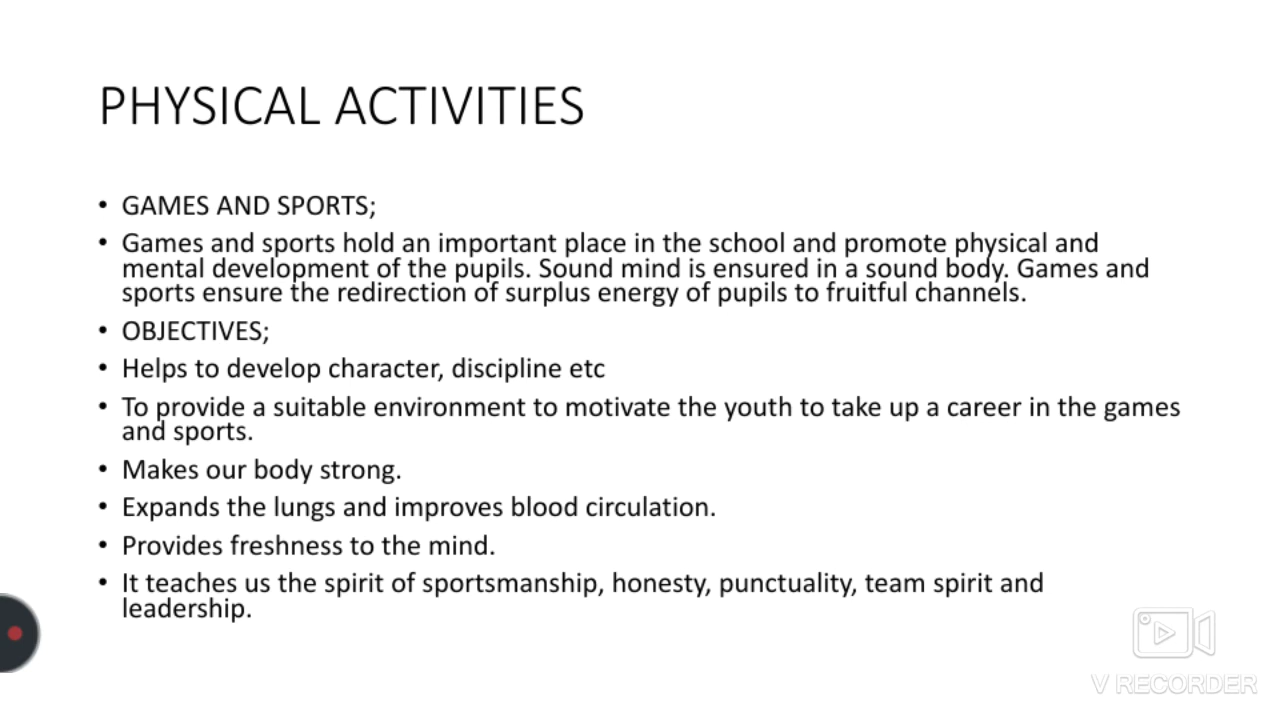 PHYSICAL ACTIVITIES
• GAMES AND SPORTS;
• Games and sports hold an important place in the school and promote physical and
mental development of the pupils. Sound mind is ensured in a sound body. Games and
sports ensure the redirection of surplus energy of pupils to fruitful channels.
• OBJECTIVES;
• Helps to develop character, discipline etc
• To provide a suitable environment to motivate the youth to take up a career in the games
and sports.
• Makes our body strong.
• Expands the lungs and improves blood circulation.
• Provides freshness to the mind.
• It teaches us the spirit of sportsmanship, honesty, punctuality, team spirit and
leadership.
V RECORDER